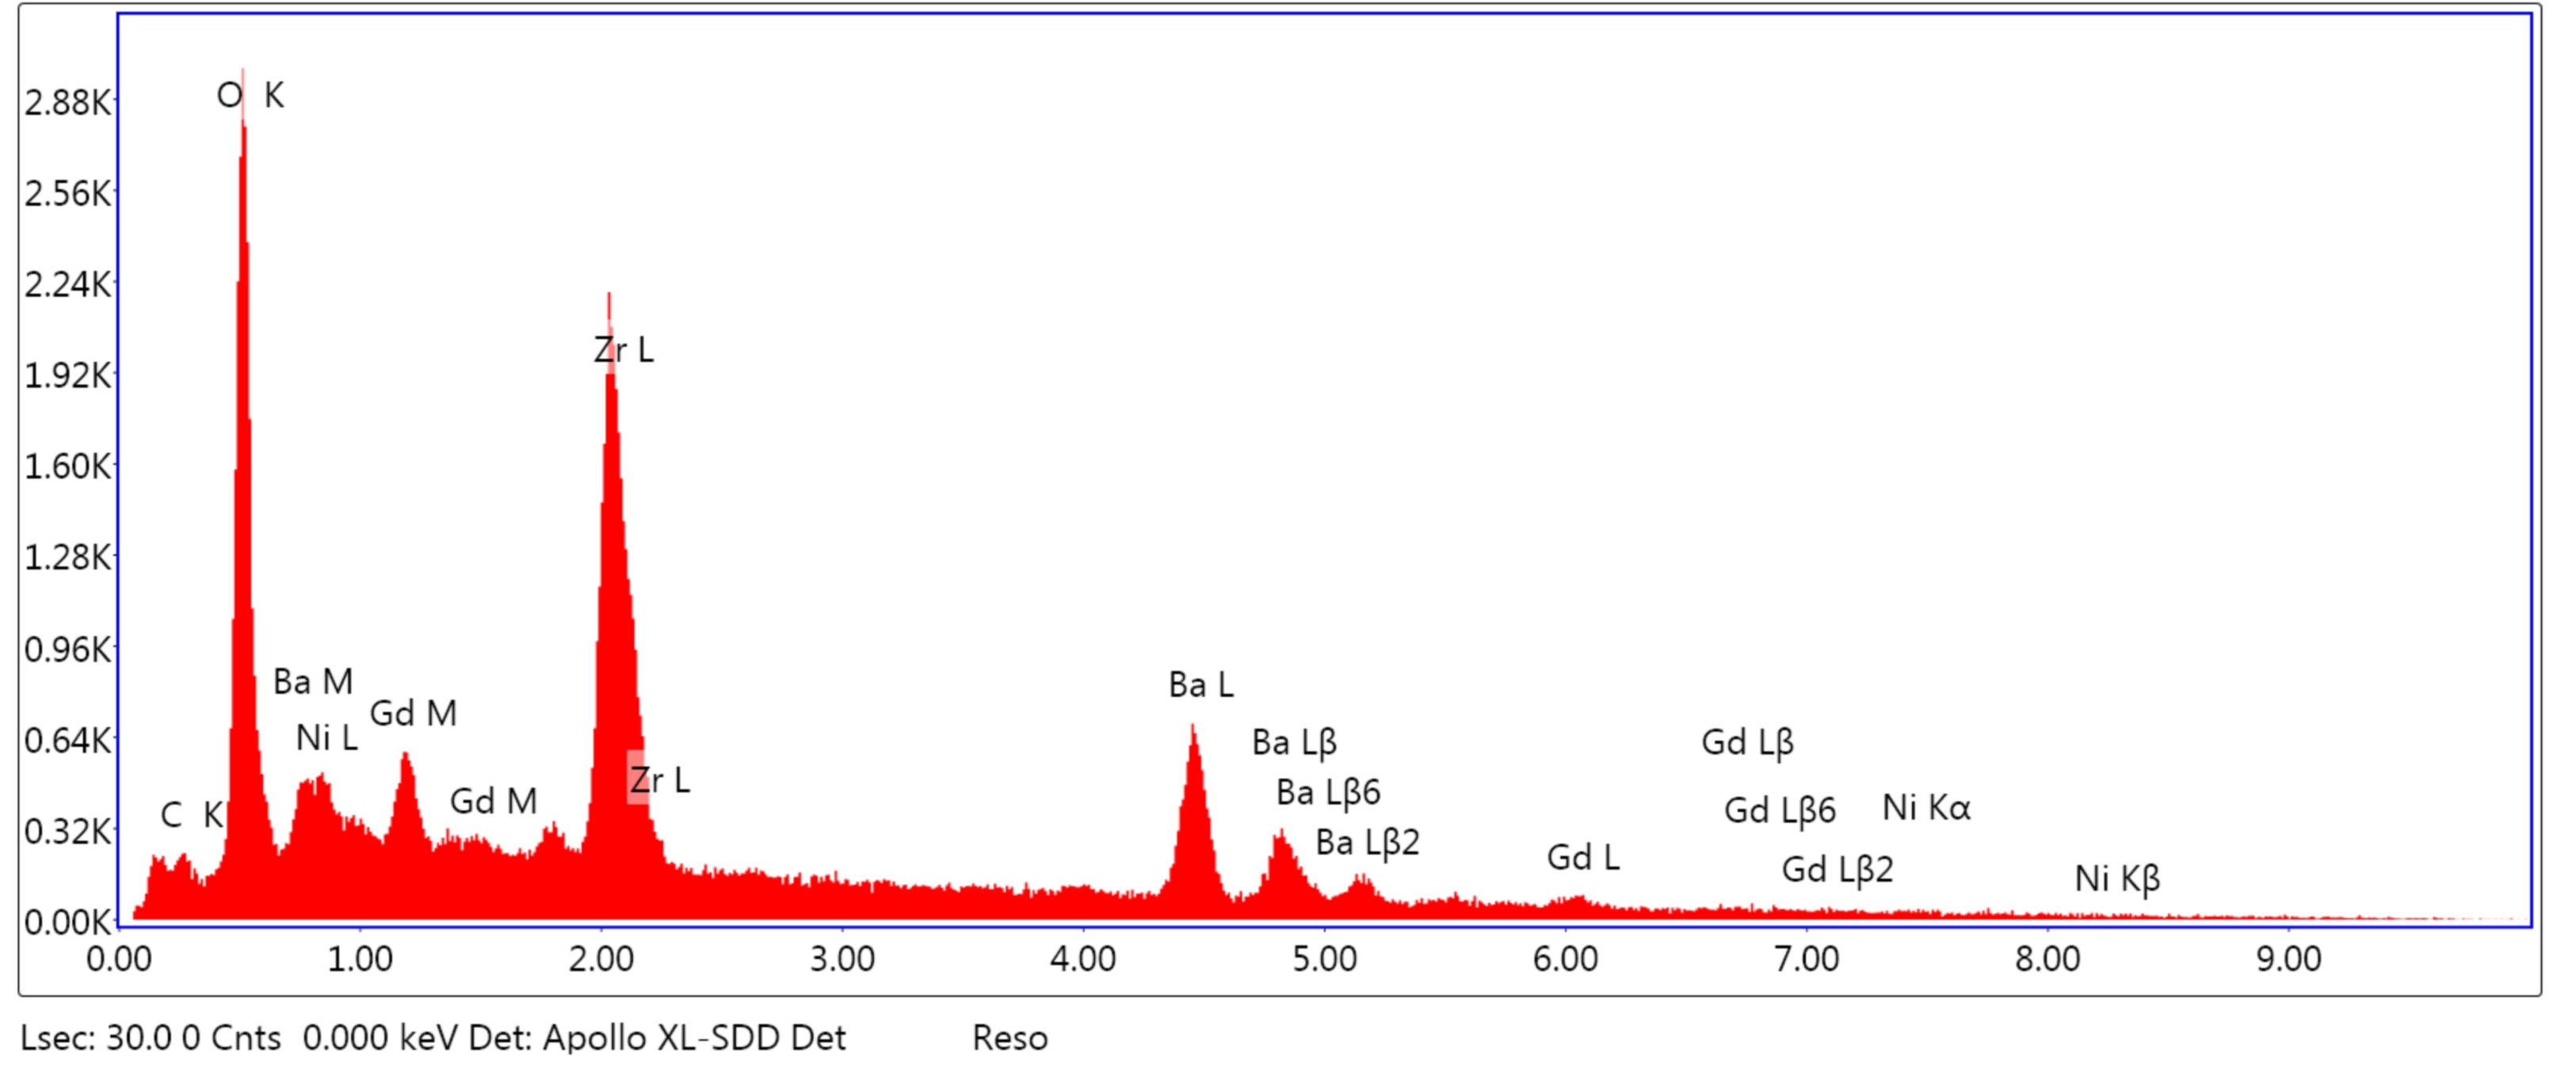 2.88K
2.56K
2.24K
1.92K
1.60K
1.28K
0.96K
0.64K
0.32K
0.00K
O K
Zr L
Ba M
Ni L
Gd M
C K
Gd M
Zr L
Ba L
Ba Lβ
Ba Lβ6
Ba Lβ2
Gd L
Gd Lβ
Gd Lβ6
Ni Kα
Gd Lβ2
Ni Kβ
0.00 1.00 2.00 3.00 4.00 5.00 6.00 7.00 8.00 9.00
Lsec: 30.0 0 Cnts 0.000 keV Det: Apollo XL-SDD Det Reso